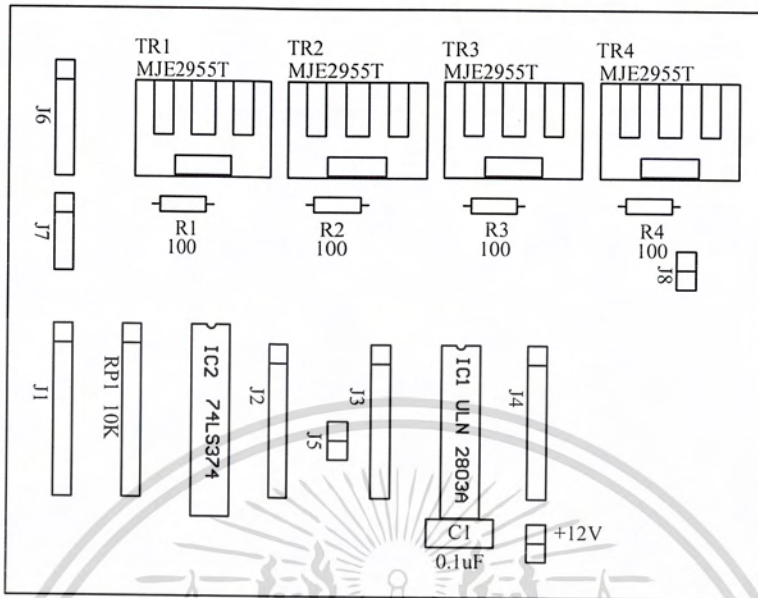 TR1
MJE2955T
TR2
MJE2955T
TR3
MJE2955T
TR4
MJE2955T
J6
R1
100
R2
100
R3
100
R4
100
J7
J8
J1
RP1 10K
IC2 74LS374
J2
J5
J3
IC1 ULN 2803A
J4
C1
0.1uF
+12V